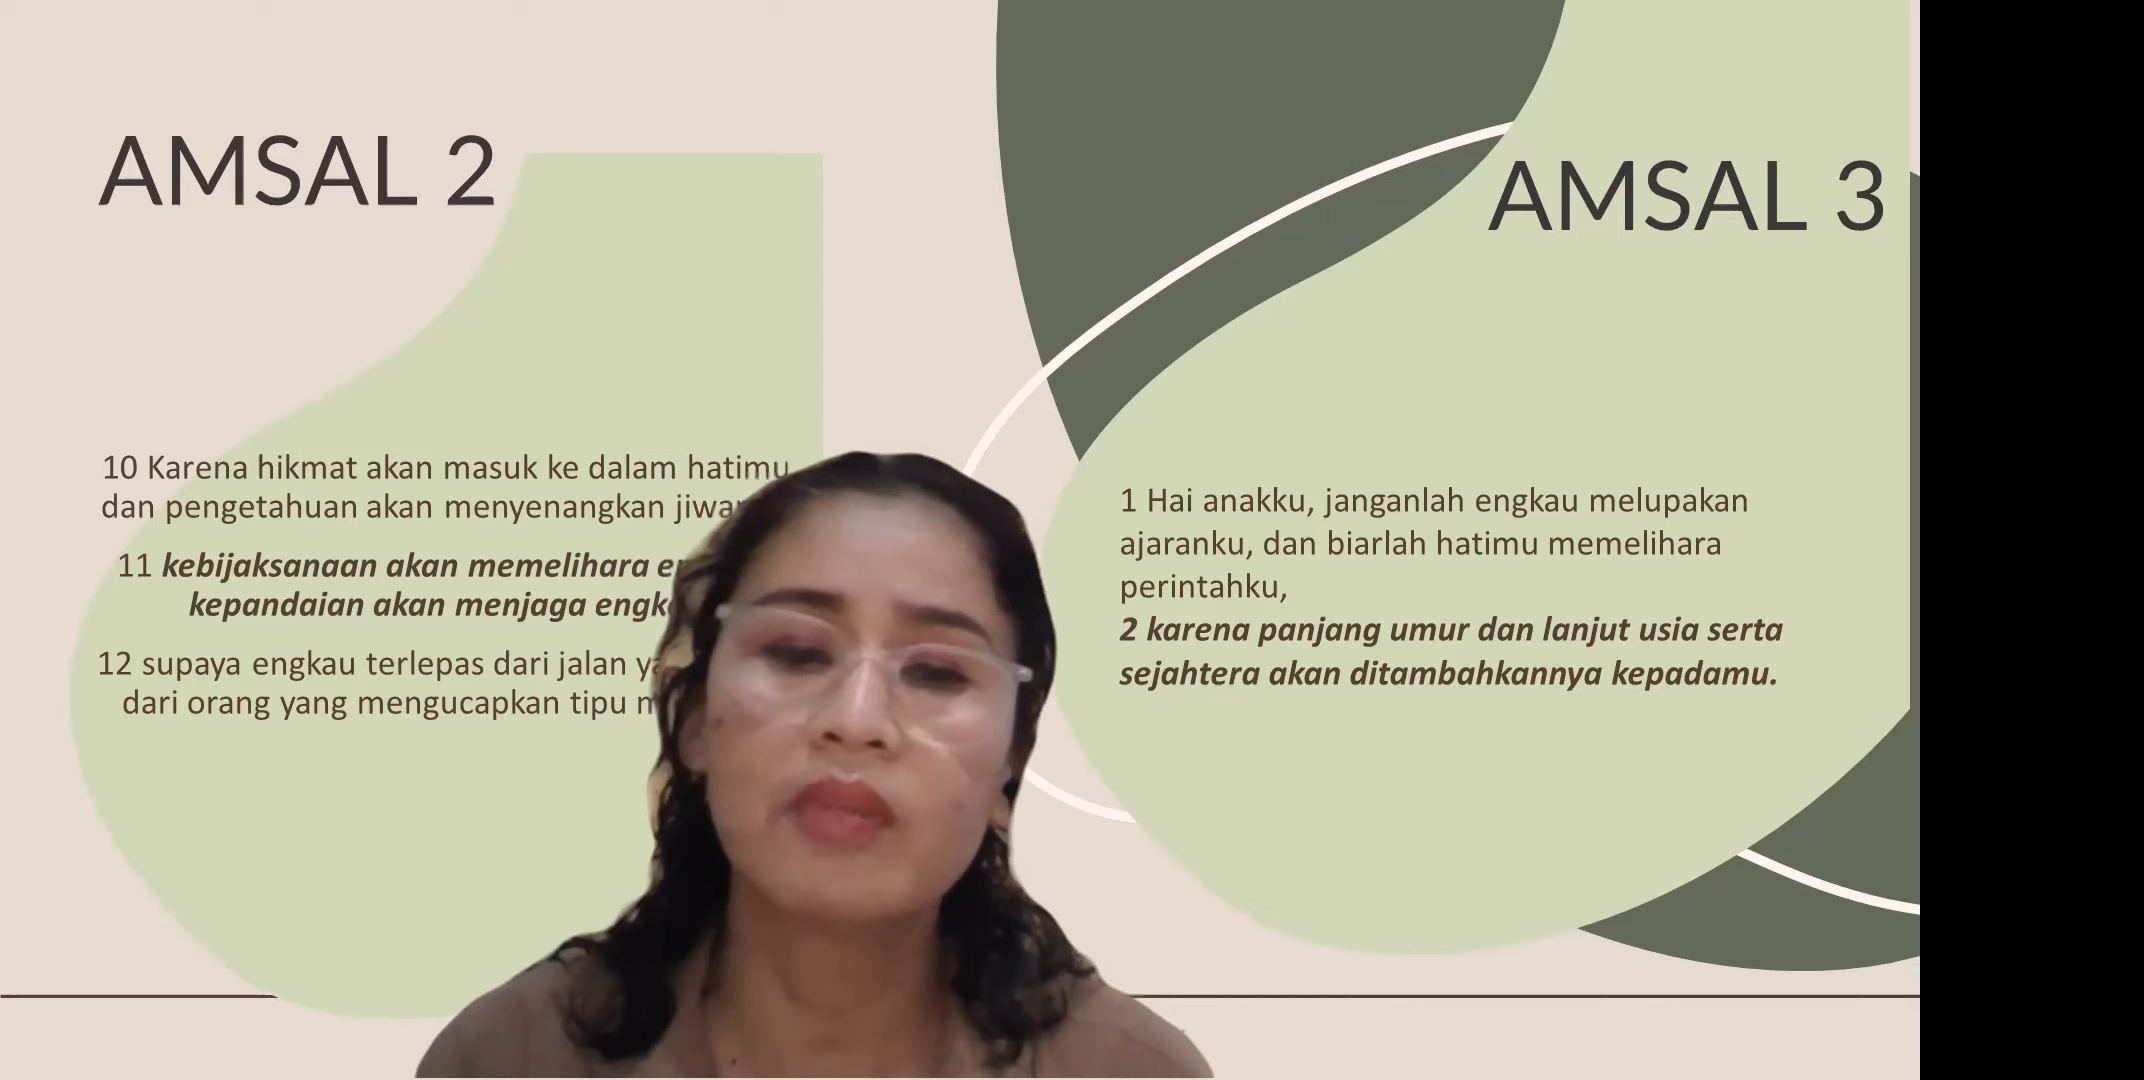 AMSAL 2
10 Karena hikmat akan masuk ke dalam hatimu
dan pengetahuan akan menyenangkan
11 kebijaksanaan akan memelihara
kepandaian akan menjaga
12 supaya engkau terlepas dari jalan
dari orang yang mengucapkan tipu
AMSAL 3
1 Hai anakku, janganlah engkau melupakan
ajaranku, dan biarlah hatimu memelihara
perintahku,
2 karena panjang umur dan lanjut usia serta
sejahtera akan ditambahkannya kepadamu.